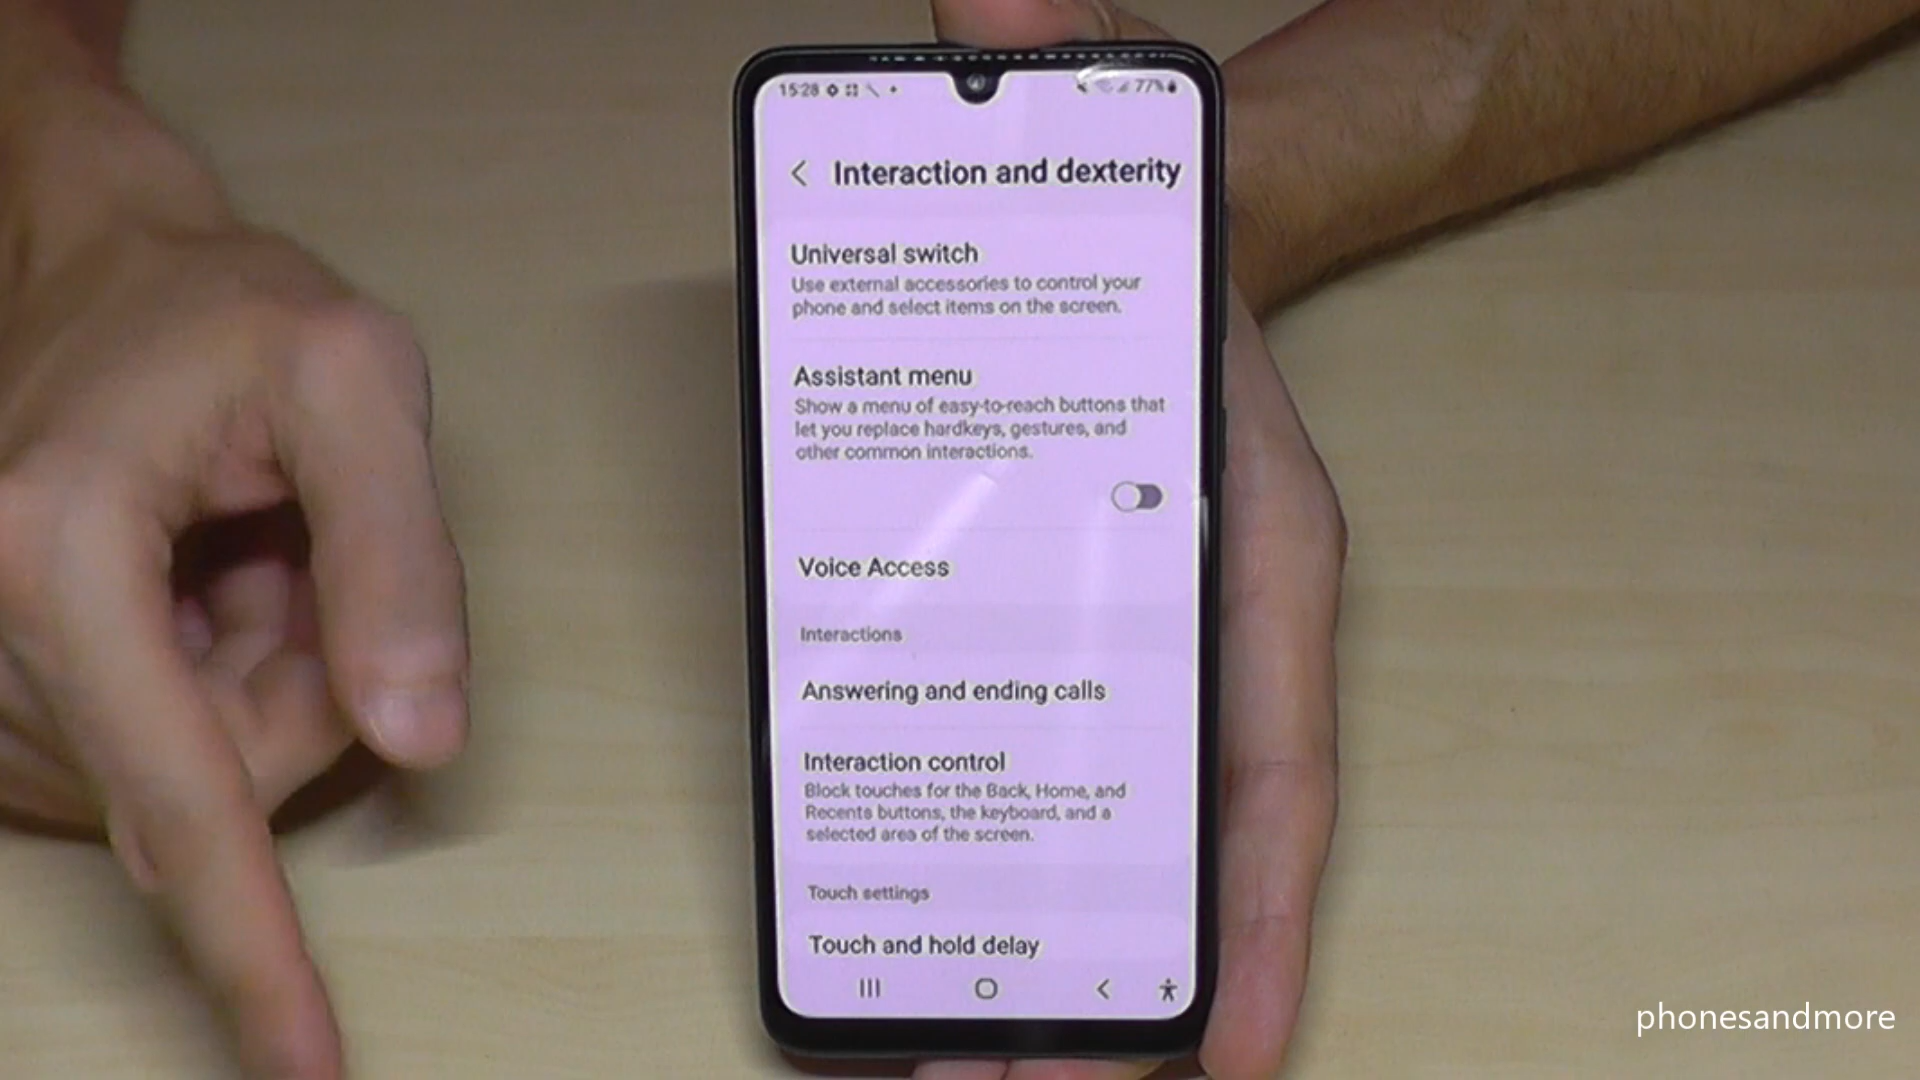 15:28
77%
Interaction and dexterity
Universal switch
Use external accessories to control your
phone and select items on the screen.
Assistant menu
Show a menu of easy-to-reach buttons that
let you replace hardkeys, gestures, and
other common interactions.
Voice Access
Interactions
Answering and ending calls
Interaction control
Block touches for the Back, Home, and
Recents buttons, the keyboard, and a
selected area of the screen.
Touch settings
Touch and hold delay
phonesandmore